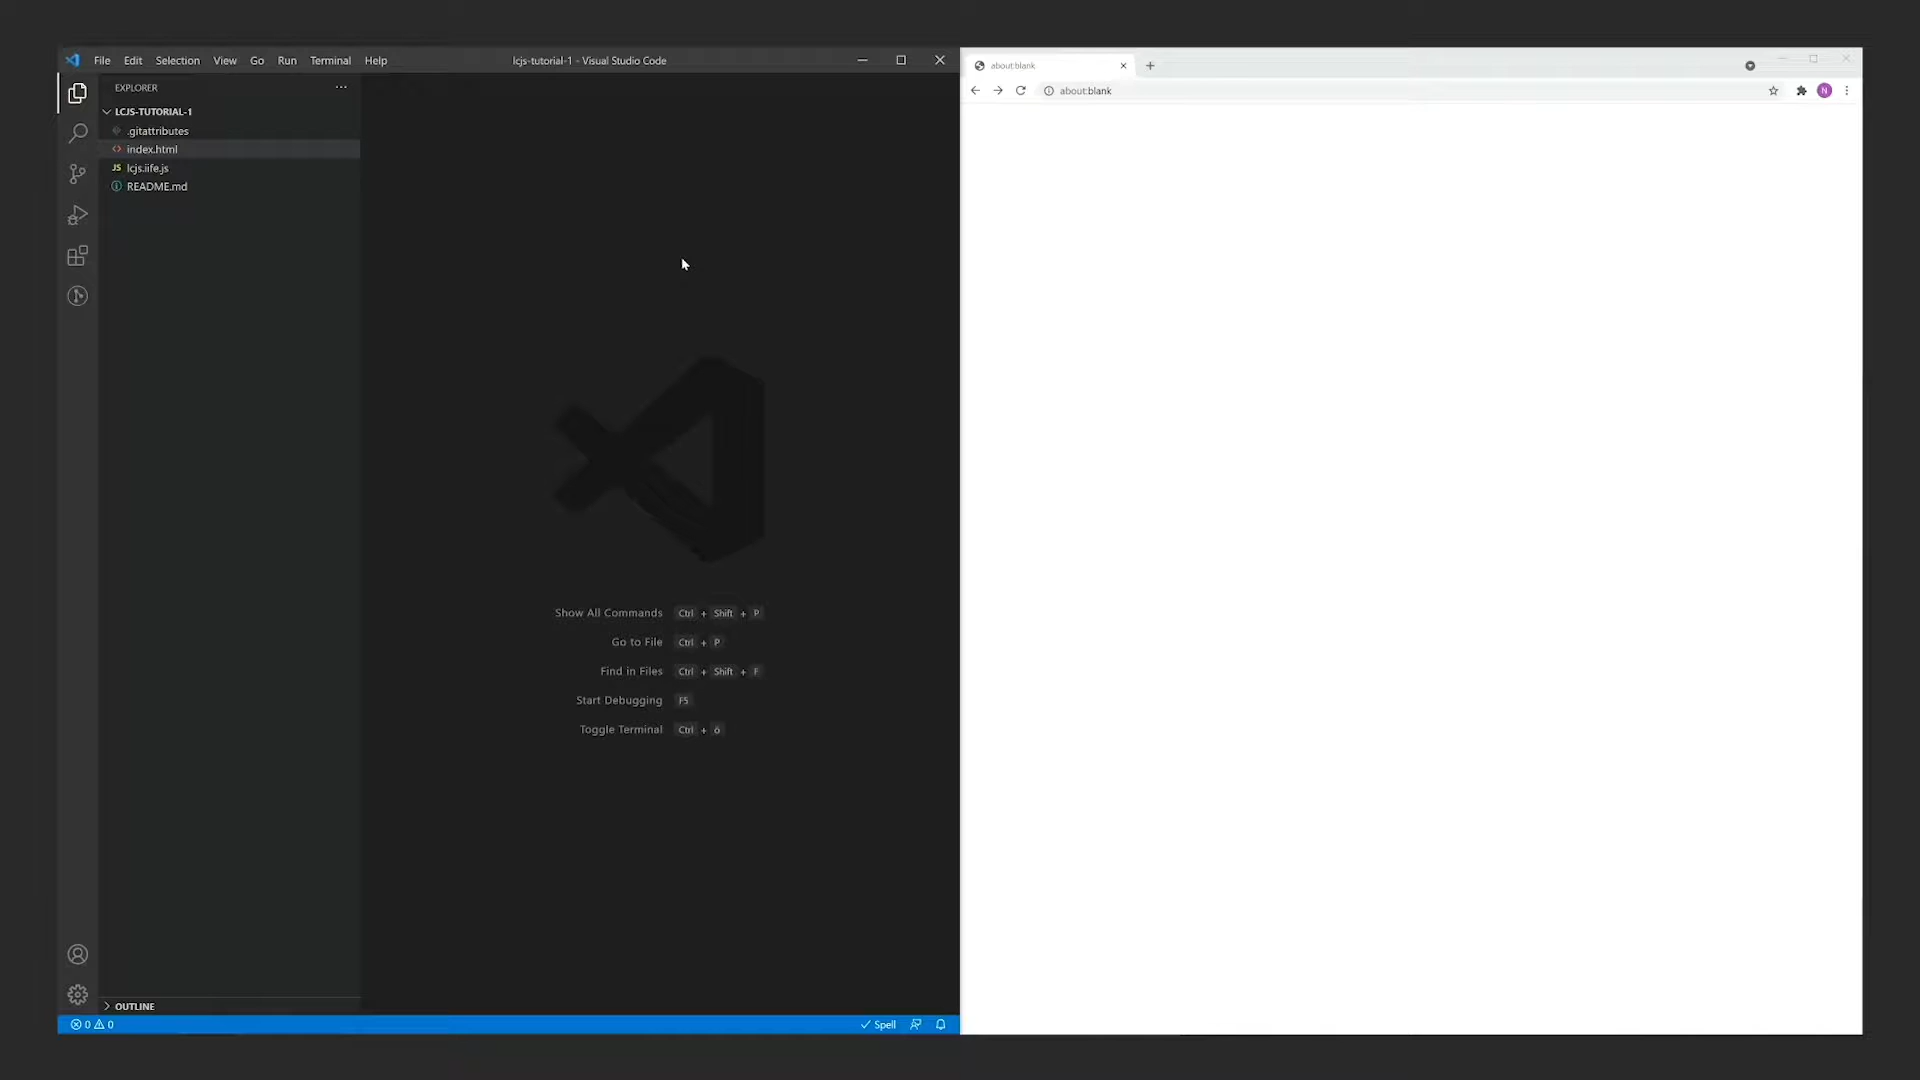 File Edit Selection View Go Run Terminal Help
lcjs-tutorial-1 - Visual Studio Code
EXPLORER
LCJS-TUTORIAL-1
.gitattributes
<> index.html
JS lcjs.iife.js
README.md
Show All Commands Ctrl + Shift + P
Go to File Ctrl + P
Find in Files Ctrl + Shift + F
Start Debugging F5
Toggle Terminal Ctrl + ö
OUTLINE
0 0
Spell
about:blank
about:blank
N